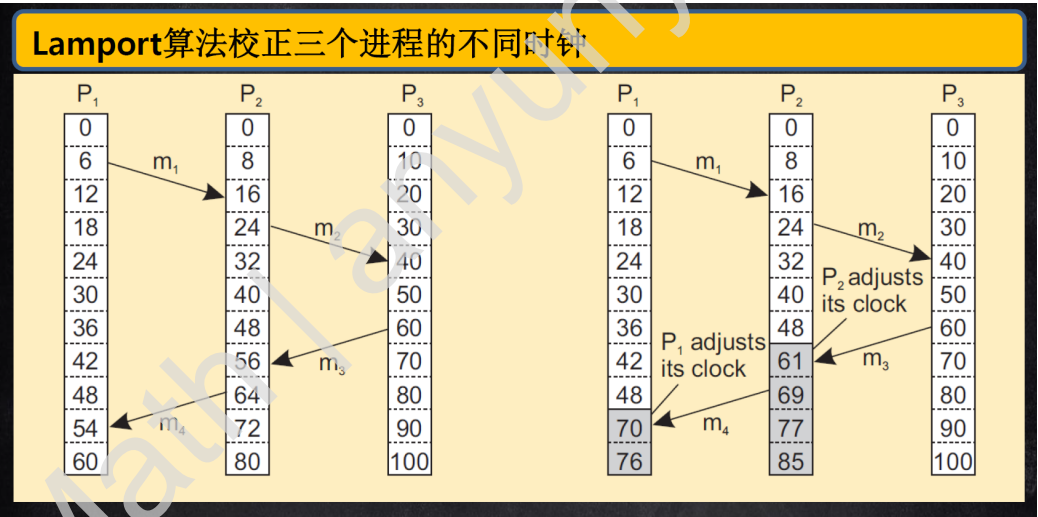 Lamport算法校正三个进程的不同时钟
P1 P2 P3 P1 P2 P3
0 0 0 0 0 0
6 m1 8 10 6 m1 8 10
12 16 20 12 16 20
18 24 m2 30 18 24 m2 30
24 32 40 24 32 40
P2 adjusts
30 40 50 30 40 its clock 50
36 48 60 36 48 60
P1 adjusts
42 56 m3 70 42 its clock 61 m3 70
48 64 80 48 69 80
54 m4 72 90 70 m4 77 90
60 80 100 76 85 100
Math | anyuny